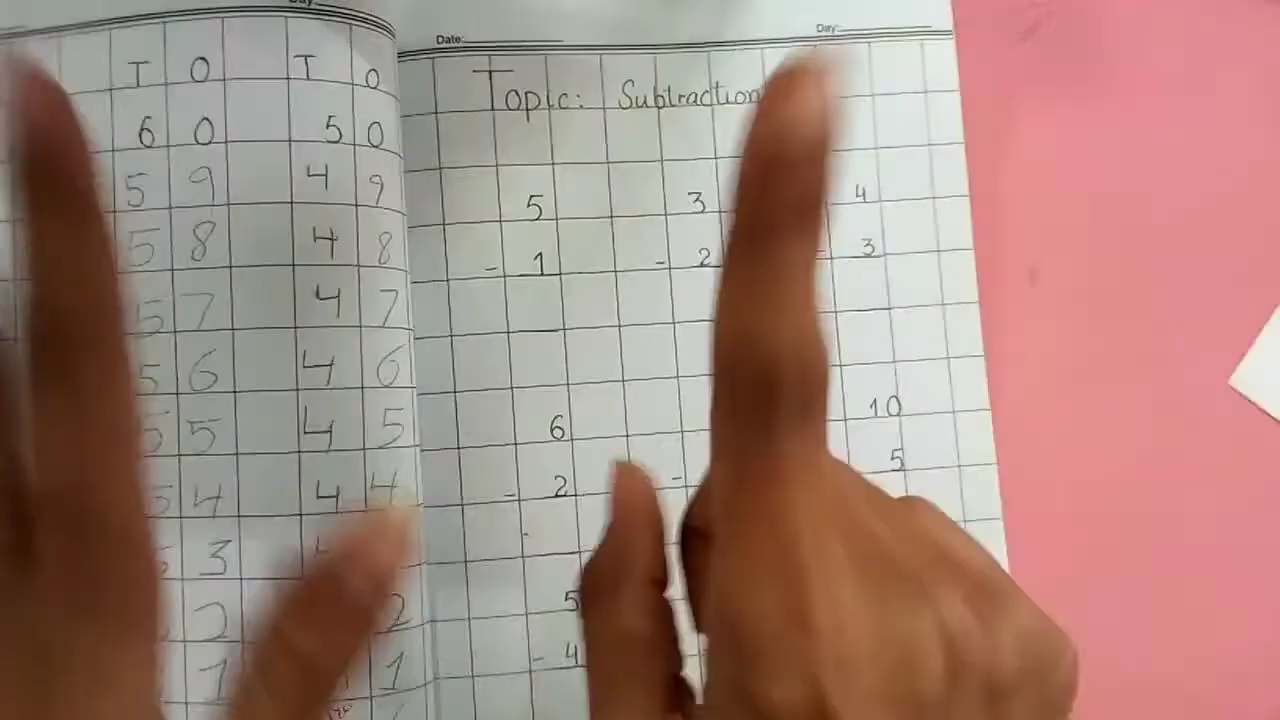 Day:
T O T O
6 0 5 0
5 9 4 9
5 8 4 8
5 7 4 7
5 6 4 6
5 5 4 5
5 4 4 4
3
2 2
1 1
Date: Day:
Topic: Subtraction
5 3 4
- 1 - 2 - 3
6 10
- 2 - 5
5
- 4